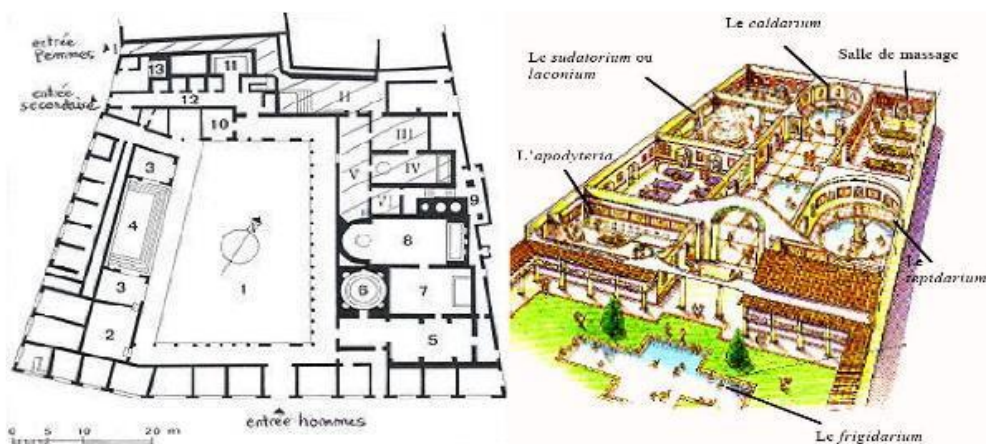 entrée
Femmes
I
entrée
secondaire
13
11
12
II
10
III
IV
V
VI
9
3
4
3
2
1
8
6
7
5
entrée hommes
0 5 10 20 m
Le caldarium
Salle de massage
Le sudatorium ou
laconium
L'apodyteria
Le
tepidarium
Le frigidarium